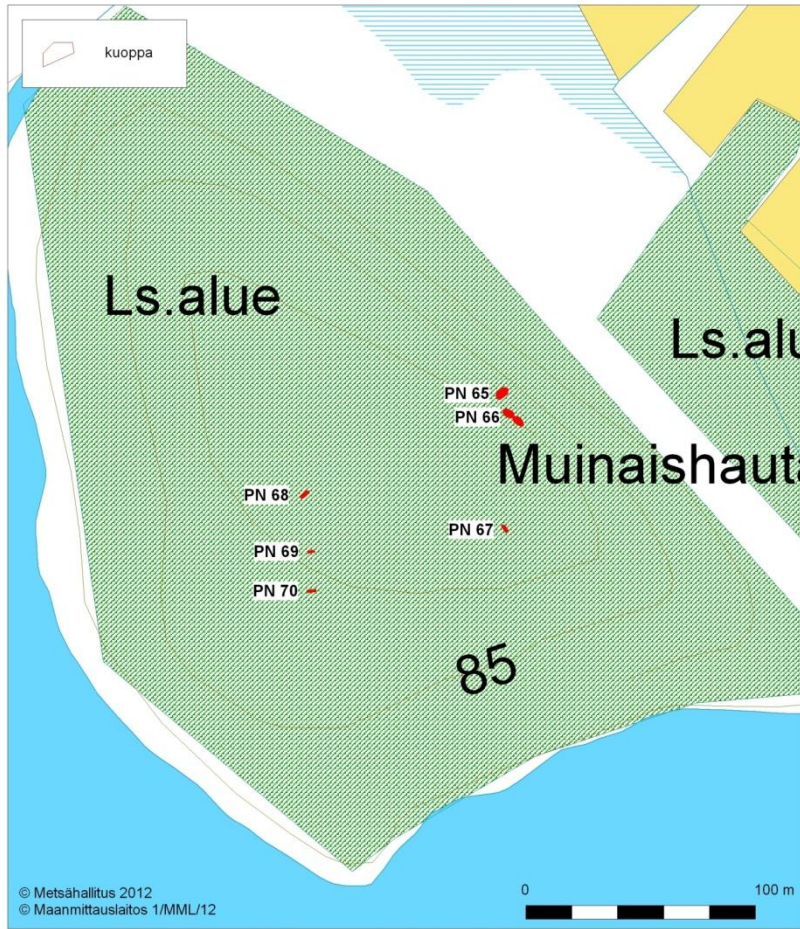 kuoppa
Ls.alue
Ls.alu
PN 65
PN 66
Muinaishauta
PN 68
PN 67
PN 69
PN 70
85
© Metsähallitus 2012
© Maanmittauslaitos 1/MML/12
0 100 m